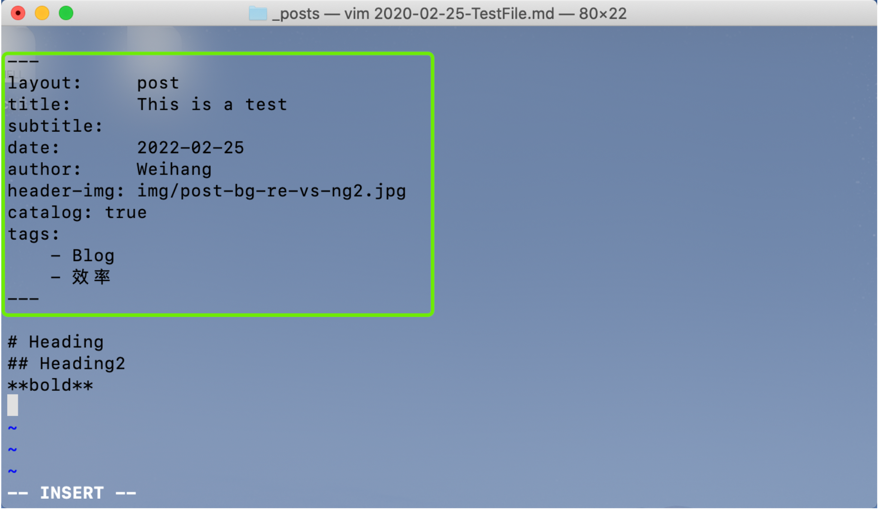 _posts — vim 2020-02-25-TestFile.md — 80×22
---
layout:     post
title:      This is a test
subtitle:
date:       2022-02-25
author:     Weihang
header-img: img/post-bg-re-vs-ng2.jpg
catalog: true
tags:
    - Blog
    - 效率
---
# Heading
## Heading2
**bold**
~
~
~
-- INSERT --